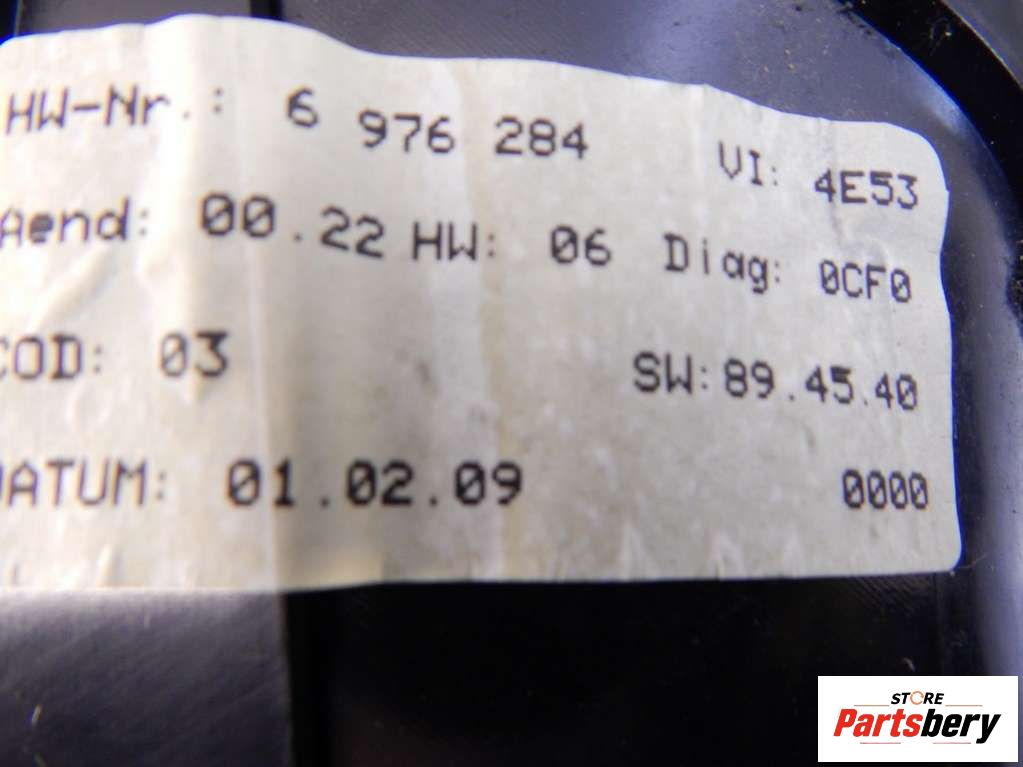 HW-Nr.: 6 976 284 VI: 4E53
Aend: 00.22 HW: 06 Diag: 0CF0
COD: 03 SW: 89.45.40
DATUM: 01.02.09 0000
STORE
Partsbery